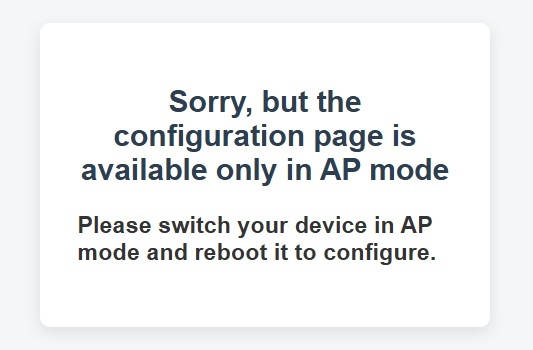 Sorry, but the
configuration page is
available only in AP mode
Please switch your device in AP
mode and reboot it to configure.